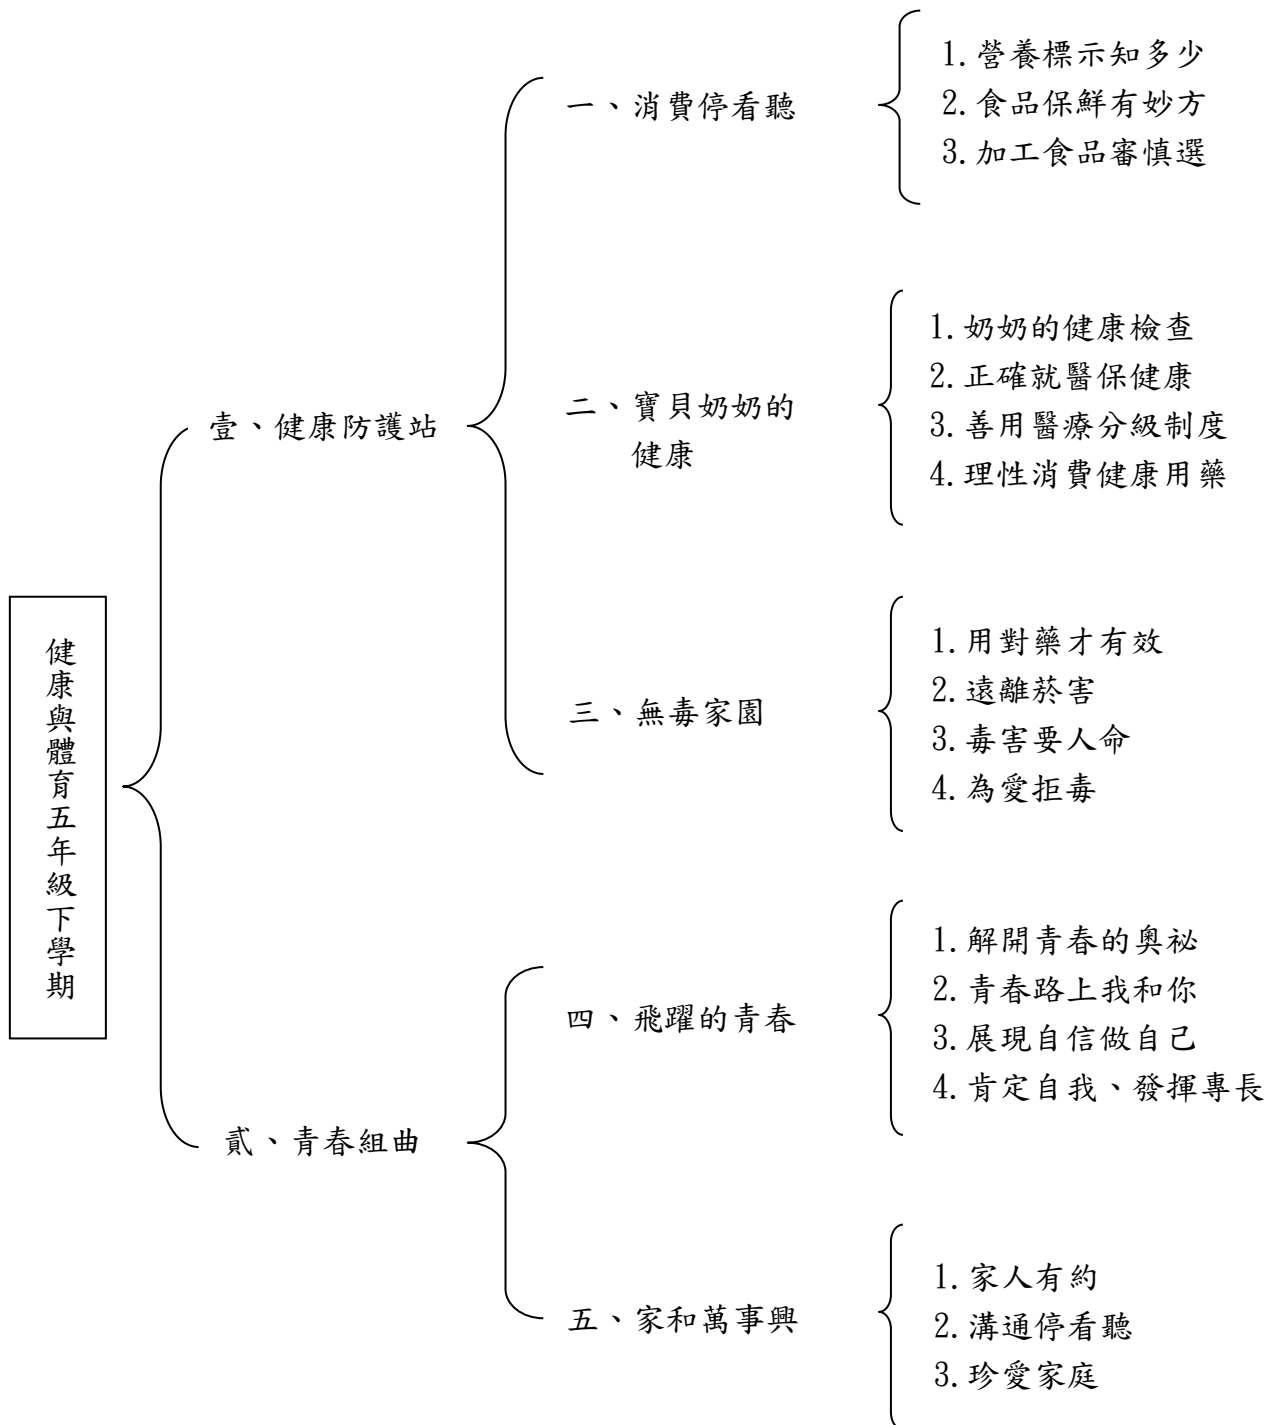 健康與體育五年級下學期
壹、健康防護站
一、消費停看聽
1.營養標示知多少
2.食品保鮮有妙方
3.加工食品審慎選
二、寶貝奶奶的
健康
1.奶奶的健康檢查
2.正確就醫保健康
3.善用醫療分級制度
4.理性消費健康用藥
三、無毒家園
1.用對藥才有效
2.遠離菸害
3.毒害要人命
4.為愛拒毒
貳、青春組曲
四、飛躍的青春
1.解開青春的奧祕
2.青春路上我和你
3.展現自信做自己
4.肯定自我、發揮專長
五、家和萬事興
1.家人有約
2.溝通停看聽
3.珍愛家庭